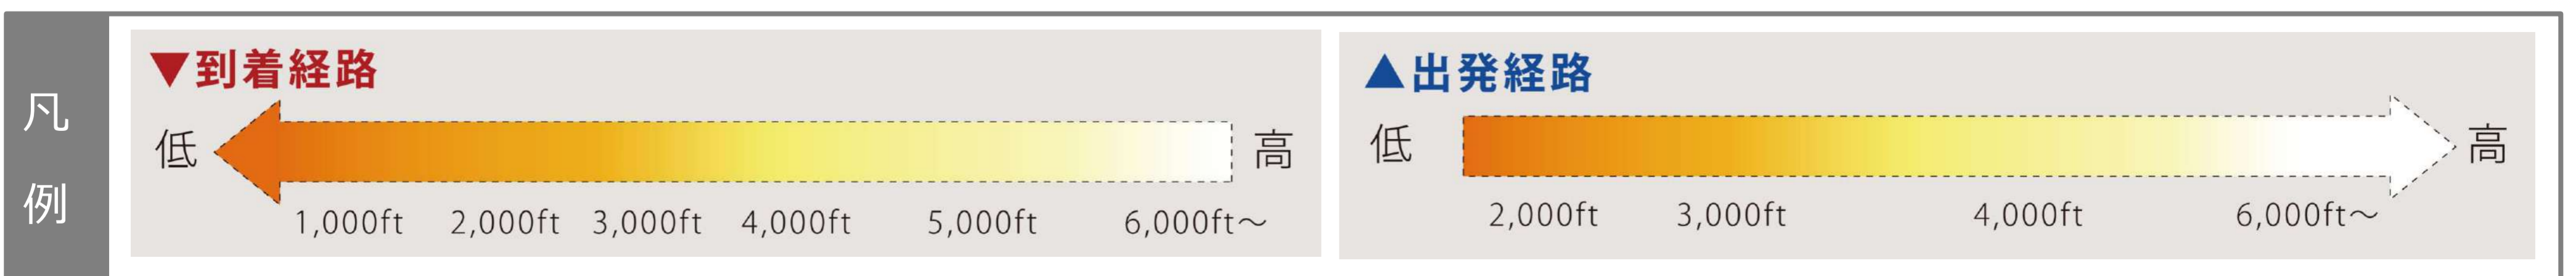 凡例
▼到着経路
低 高
1,000ft 2,000ft 3,000ft 4,000ft 5,000ft 6,000ft～
▲出発経路
低 高
2,000ft 3,000ft 4,000ft 6,000ft～